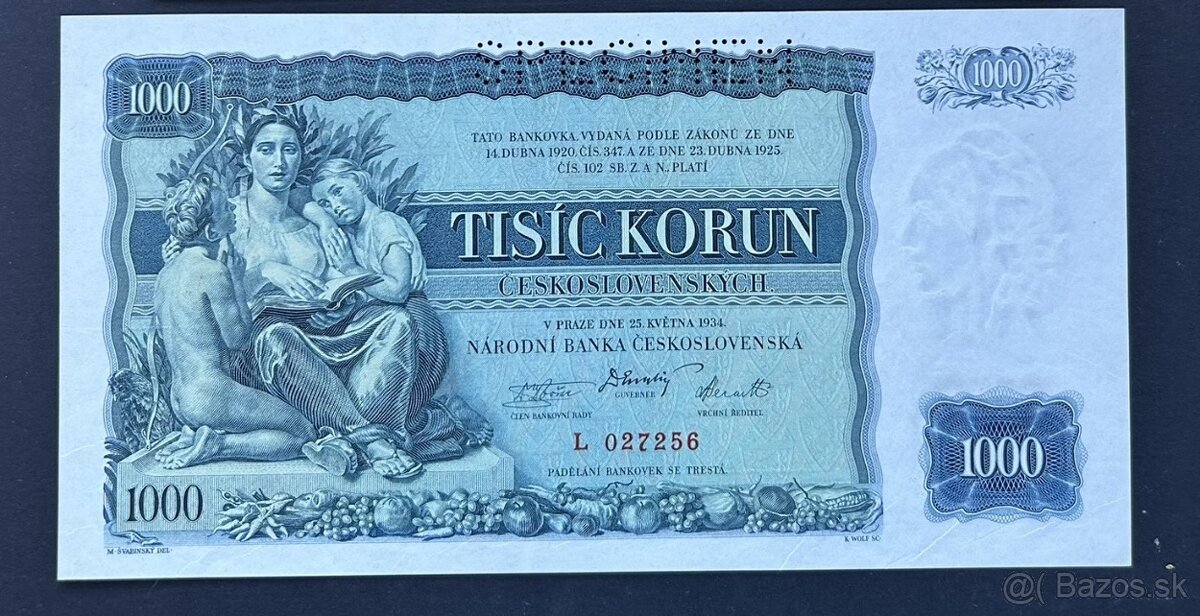 SPECIMEN
1000
1000
TATO BANKOVKA, VYDANÁ PODLE ZÁKONŮ ZE DNE
14. DUBNA 1920, ČÍS. 347. A ZE DNE 23. DUBNA 1925.
ČÍS. 102 SB. Z. A N., PLATÍ
TISÍC KORUN
ČESKOSLOVENSKÝCH.
V PRAZE DNE 25. KVĚTNA 1934.
NÁRODNÍ BANKA ČESKOSLOVENSKÁ
ČLEN BANKOVNÍ RADY
GUVERNÉR
VRCHNÍ ŘEDITEL
L 027256
PADĚLÁNÍ BANKOVEK SE TRESTÁ.
1000
1000
M. ŠVABINSKÝ DEL.
K. WOLF SC.
@( Bazos.sk